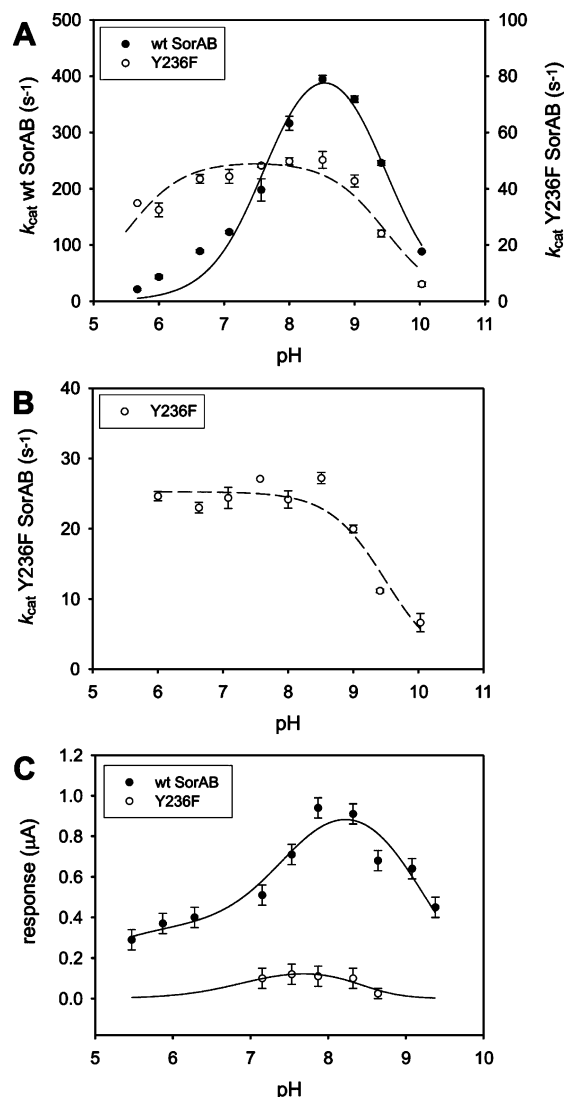 A
wt SorAB
Y236F
500
400
300
200
100
0
k_cat wt SorAB (s⁻¹)
100
80
60
40
20
0
k_cat Y236F SorAB (s⁻¹)
5 6 7 8 9 10 11
pH
B
Y236F
40
30
20
10
0
k_cat Y236F SorAB (s⁻¹)
5 6 7 8 9 10 11
pH
C
wt SorAB
Y236F
1.2
1.0
0.8
0.6
0.4
0.2
0.0
response (µA)
5 6 7 8 9 10
pH